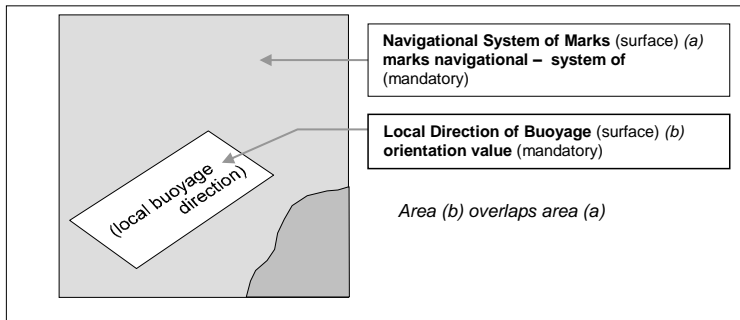 Navigational System of Marks (surface) (a)
marks navigational – system of
(mandatory)
Local Direction of Buoyage (surface) (b)
orientation value (mandatory)
(local buoyage
direction)
Area (b) overlaps area (a)